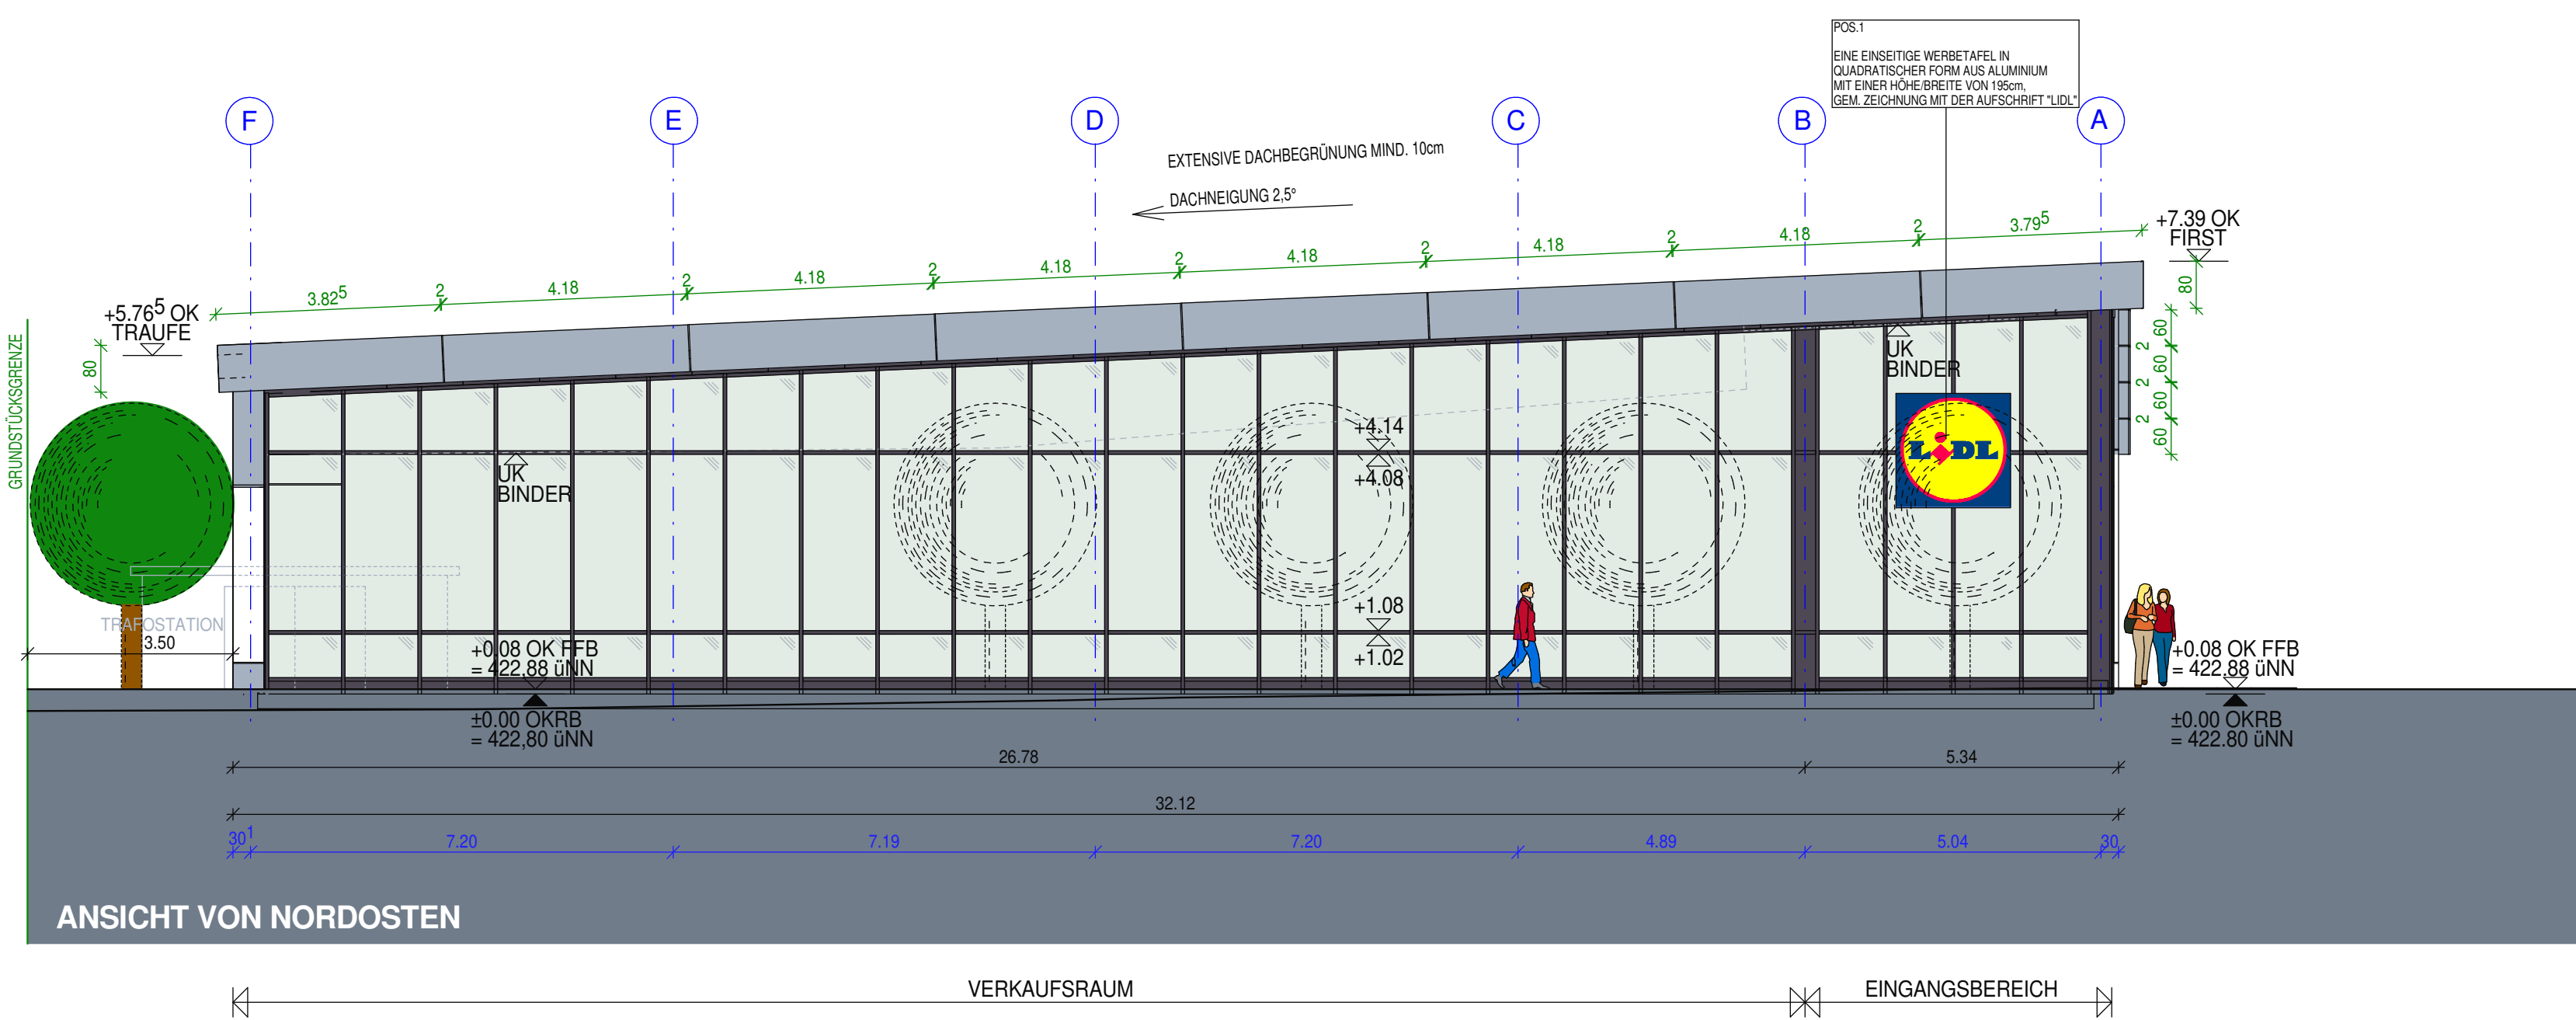 POS.1
EINE EINSEITIGE WERBETAFEL IN
QUADRATISCHER FORM AUS ALUMINIUM
MIT EINER HÖHE/BREITE VON 195cm,
GEM. ZEICHNUNG MIT DER AUFSCHRIFT "LIDL"
F
E
D
C
B
A
EXTENSIVE DACHBEGRÜNUNG MIND. 10cm
DACHNEIGUNG 2,5°
+7.39 OK
FIRST
80
3.82⁵
2
4.18
2
4.18
2
4.18
2
4.18
2
4.18
2
4.18
2
3.79⁵
+5.76⁵ OK
TRAUFE
80
GRUNDSTÜCKSGRENZE
60
2
60
2
60
2
60
UK
BINDER
UK
BINDER
LIDL
+4.14
+4.08
+1.08
+1.02
TRAFOSTATION
3.50
+0.08 OK FFB
= 422.88 üNN
±0.00 OKRB
= 422,80 üNN
+0.08 OK FFB
= 422.88 üNN
±0.00 OKRB
= 422.80 üNN
26.78
5.34
32.12
30¹
7.20
7.19
7.20
4.89
5.04
30
ANSICHT VON NORDOSTEN
VERKAUFSRAUM
EINGANGSBEREICH